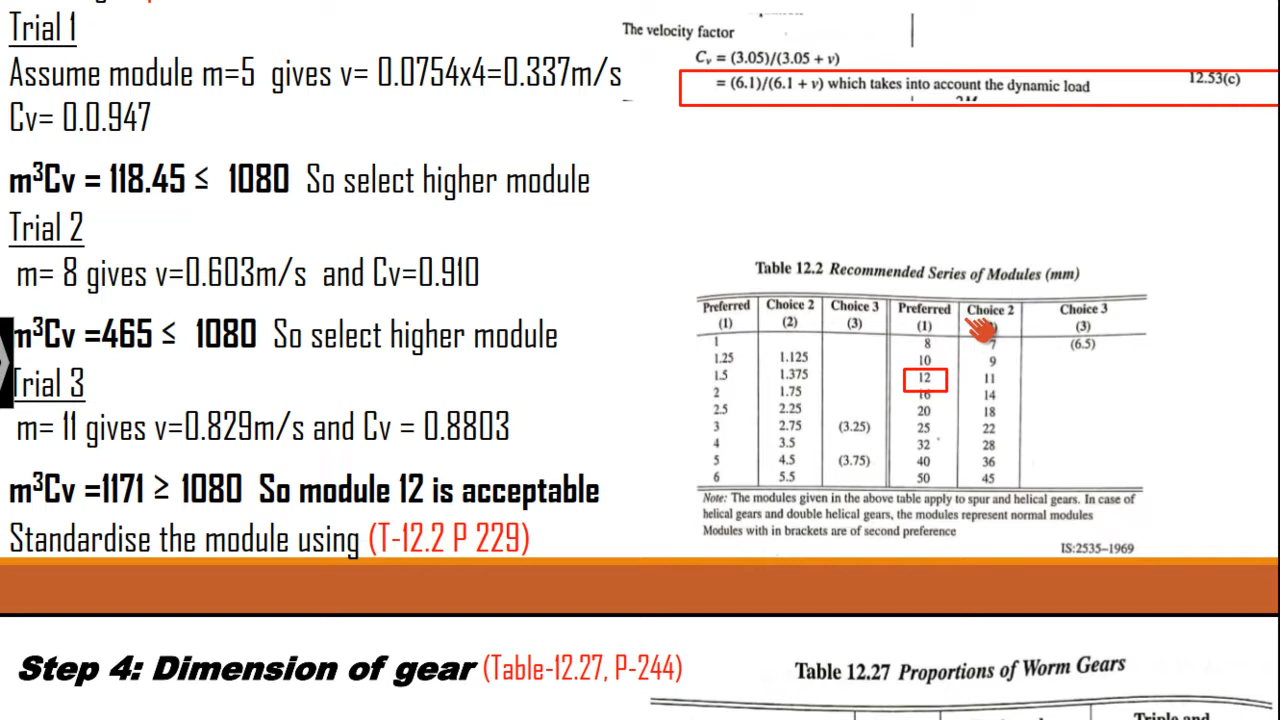 Trial 1
Assume module m=5 gives v= 0.0754x4=0.337m/s
Cv= 0.0.947
m³Cv = 118.45 ≤ 1080 So select higher module
Trial 2
m= 8 gives v=0.603m/s and Cv=0.910
m³Cv =465 ≤ 1080 So select higher module
Trial 3
m= 11 gives v=0.829m/s and Cv = 0.8803
m³Cv =1171 ≥ 1080 So module 12 is acceptable
Standardise the module using (T-12.2 P 229)
The velocity factor
Cᵥ = (3.05)/(3.05 + v)
= (6.1)/(6.1 + v) which takes into account the dynamic load 12.53(c)
Table 12.2 Recommended Series of Modules (mm)
Preferred Choice 2 Choice 3 Preferred Choice 2 Choice 3
(1) (2) (3) (1) (3)
1 8 7 (6.5)
1.25 1.125 10 9
1.5 1.375 12 11
2 1.75 16 14
2.5 2.25 20 18
3 2.75 (3.25) 25 22
4 3.5 32 28
5 4.5 (3.75) 40 36
6 5.5 50 45
Note: The modules given in the above table apply to spur and helical gears. In case of
helical gears and double helical gears, the modules represent normal modules
Modules with in brackets are of second preference
IS:2535–1969
Step 4: Dimension of gear (Table-12.27, P-244)
Table 12.27 Proportions of Worm Gears
Triple and